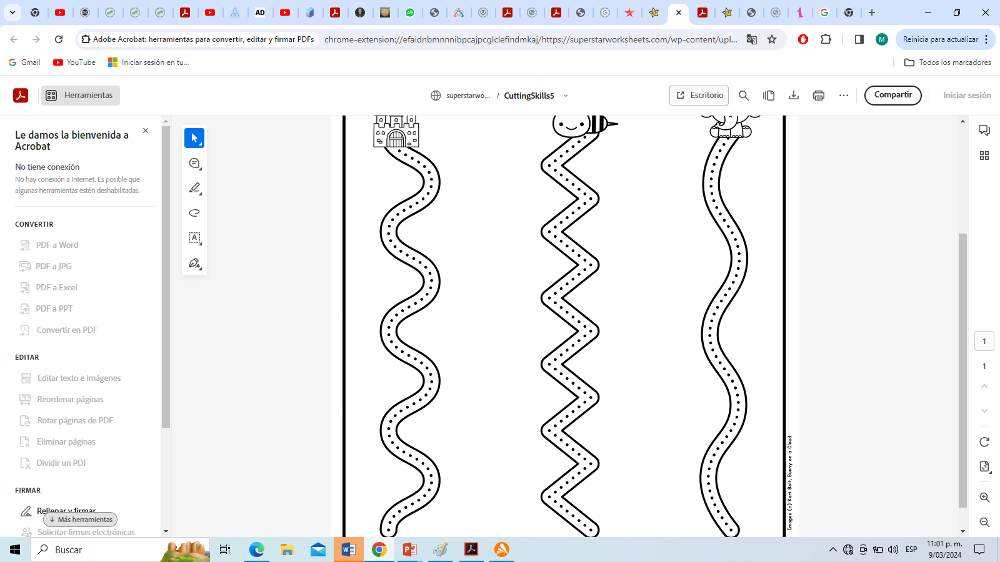 49
AD
Adobe Acrobat: herramientas para convertir, editar y firmar PDFs
chrome-extension://efaidnbmnnnibpcajpcglclefindmkaj/https://superstarworksheets.com/wp-content/upl...
M
Reinicia para actualizar
Gmail
YouTube
Iniciar sesión en tu...
Todos los marcadores
Herramientas
superstarwo... / CuttingSkills5
Escritorio
Compartir
Iniciar sesión
Le damos la bienvenida a
Acrobat
No tiene conexión
No hay conexión a Internet. Es posible que
algunas herramientas estén deshabilitadas.
CONVERTIR
PDF a Word
PDF a JPG
PDF a Excel
PDF a PPT
Convertir en PDF
EDITAR
Editar texto e imágenes
Reordenar páginas
Rotar páginas de PDF
Eliminar páginas
Dividir un PDF
FIRMAR
Rellenar y firmar
Más herramientas
Solicitar firmas electrónicas
Images (c) Kari Bolt, Bunny on a Cloud
1
1
Buscar
ESP
11:01 p. m.
9/03/2024